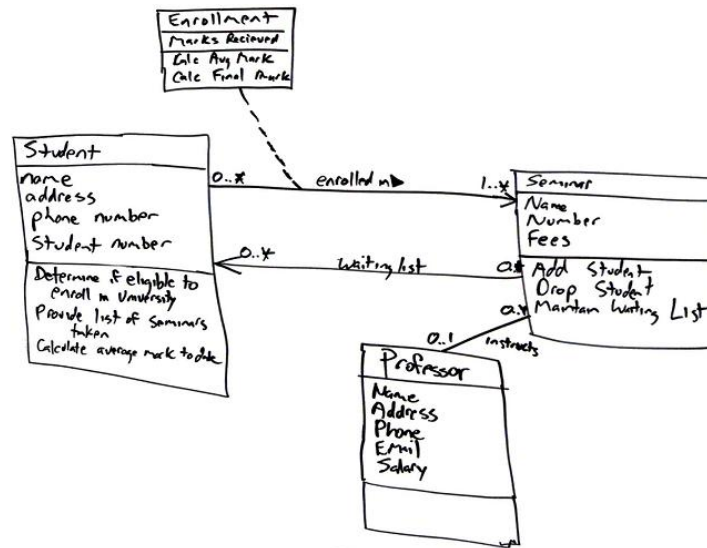 Enrollment
Marks Recieved
Calc Avg Mark
Calc Final Mark
Student
name
address
phone number
Student number
Determine if eligible to
enroll in University
Provide list of seminars
taken
Calculate average mark to date
0..*
enrolled in
1..*
0..*
Waiting list
0..*
Seminar
Name
Number
Fees
Add Student
Drop Student
Maintain Waiting List
0..*
instructs
0..1
Professor
Name
Address
Phone
Email
Salary